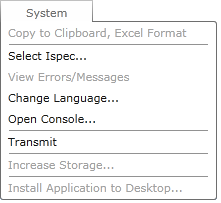 System
Copy to Clipboard, Excel Format
Select Ispec...
View Errors/Messages
Change Language...
Open Console...
Transmit
Increase Storage...
Install Application to Desktop...